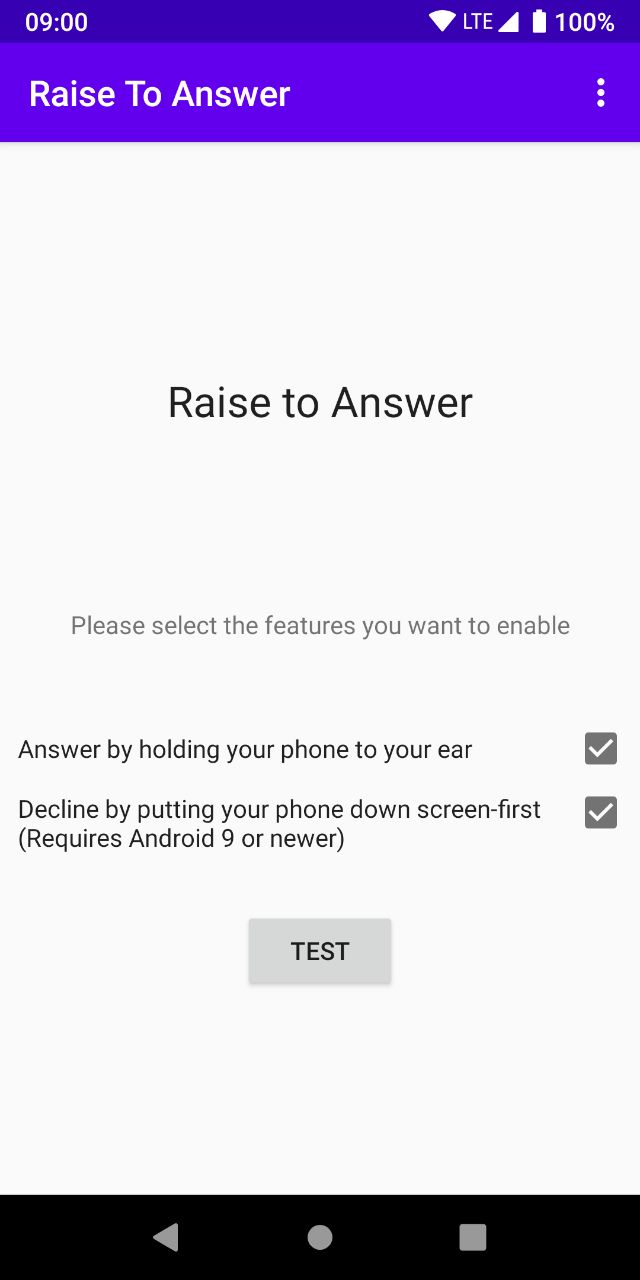 09:00 LTE 100%
Raise To Answer
Raise to Answer
Please select the features you want to enable
Answer by holding your phone to your ear
Decline by putting your phone down screen-first
(Requires Android 9 or newer)
TEST